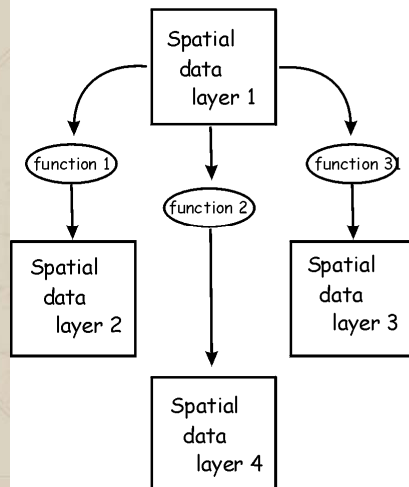 Spatial
data
layer 1
function 1
function 2
function 31
Spatial
data
layer 2
Spatial
data
layer 3
Spatial
data
layer 4